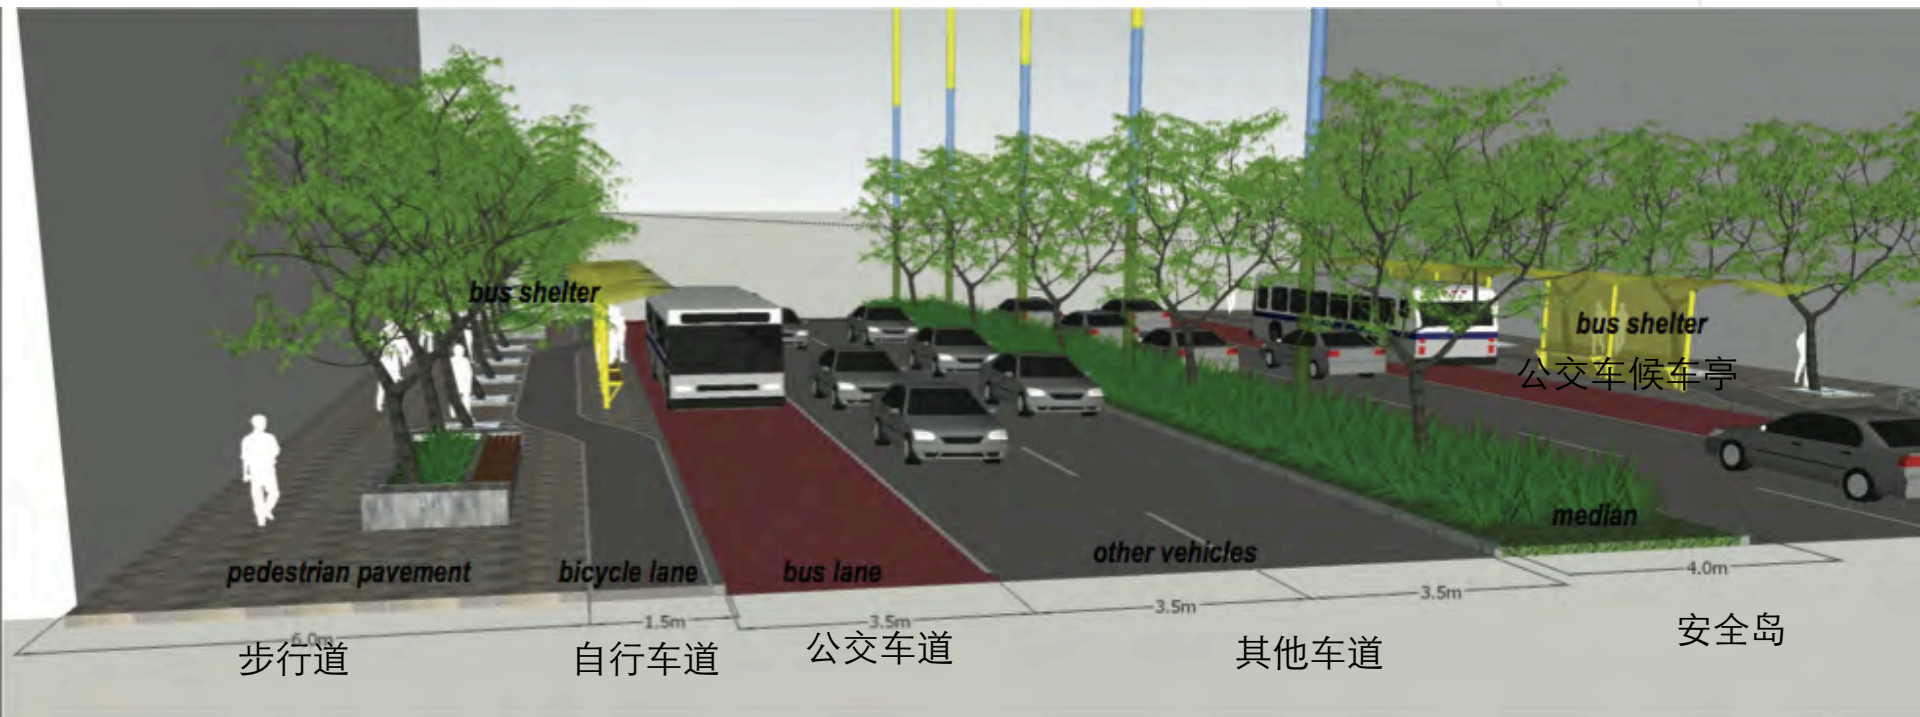 bus shelter
bus shelter
公交车候车亭
median
other vehicles
pedestrian pavement
bicycle lane
bus lane
4.0m
3.5m
3.5m
3.5m
1.5m
6.0m
步行道
自行车道
公交车道
其他车道
安全岛